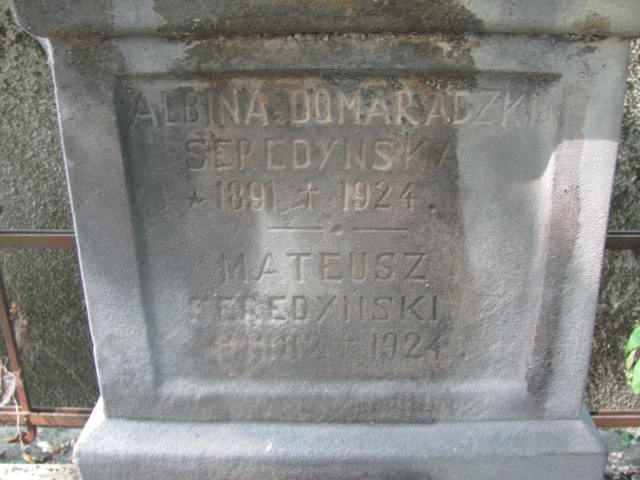 ALBINA DOMARADZKI
SEREDYNSKA
* 1891 + 1924.
MATEUSZ
SEREDYNSKI
+ 1924.